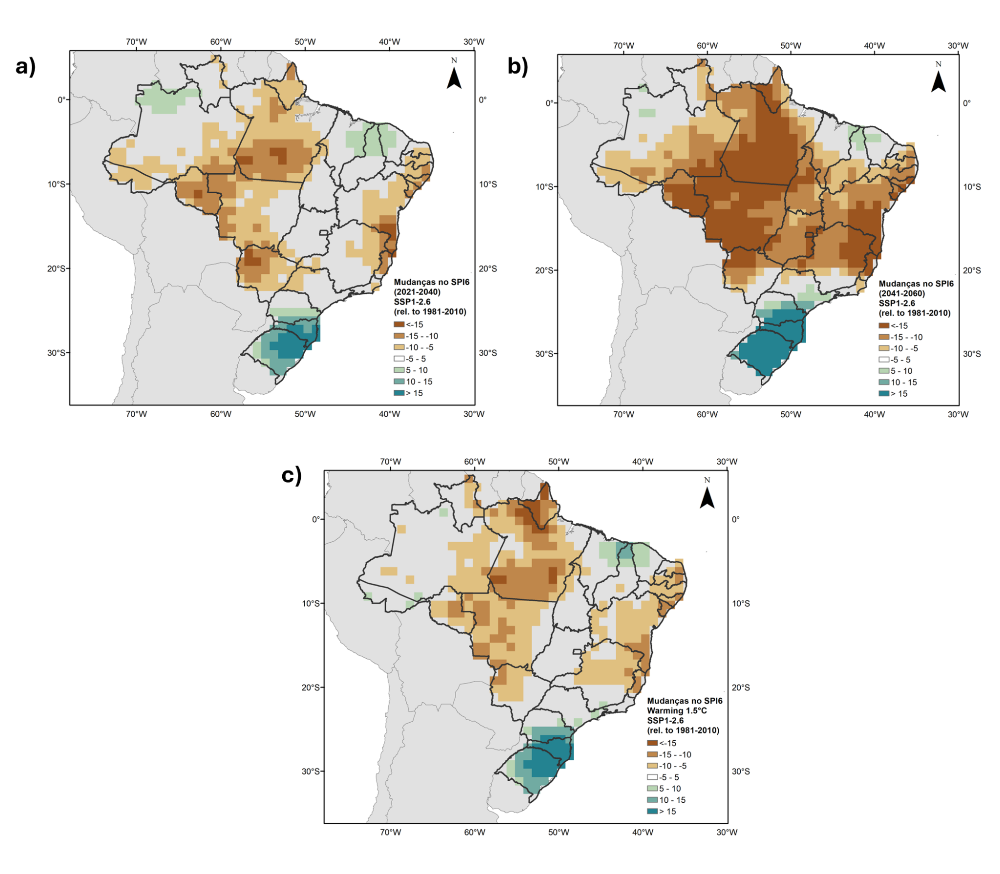 a)
70°W 60°W 50°W 40°W 30°W
N
0° 0°
10°S 10°S
20°S 20°S
30°S 30°S
Mudanças no SPI6
(2021-2040)
SSP1-2.6
(rel. to 1981-2010)
<-15
-15 - -10
-10 - -5
-5 - 5
5 - 10
10 - 15
> 15
70°W 60°W 50°W 40°W 30°W
b)
70°W 60°W 50°W 40°W 30°W
N
0° 0°
10°S 10°S
20°S 20°S
30°S 30°S
Mudanças no SPI6
(2041-2060)
SSP1-2.6
(rel. to 1981-2010)
<-15
-15 - -10
-10 - -5
-5 - 5
5 - 10
10 - 15
> 15
70°W 60°W 50°W 40°W 30°W
c)
70°W 60°W 50°W 40°W 30°W
N
0° 0°
10°S 10°S
20°S 20°S
30°S 30°S
Mudanças no SPI6
Warming 1.5°C
SSP1-2.6
(rel. to 1981-2010)
<-15
-15 - -10
-10 - -5
-5 - 5
5 - 10
10 - 15
> 15
70°W 60°W 50°W 40°W 30°W